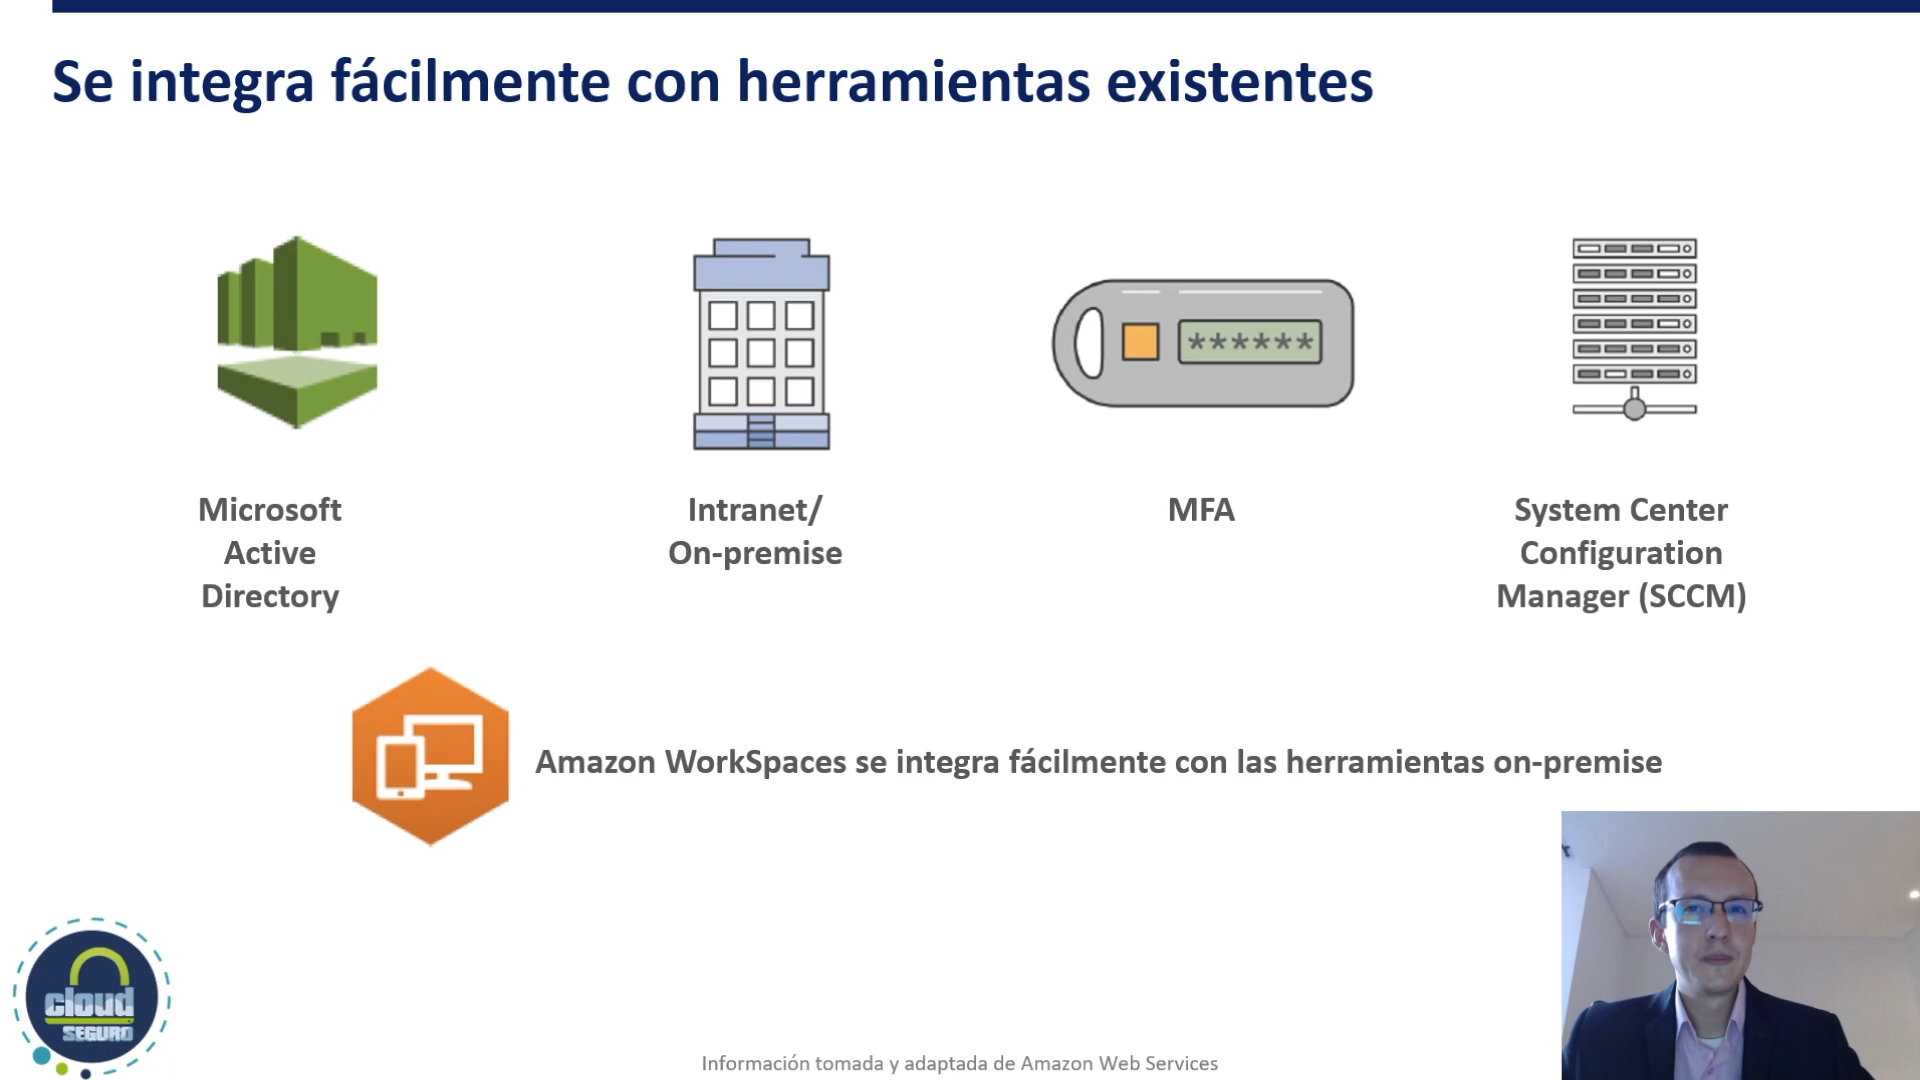 Se integra fácilmente con herramientas existentes
******
Microsoft
Active
Directory
Intranet/
On-premise
MFA
System Center
Configuration
Manager (SCCM)
Amazon WorkSpaces se integra fácilmente con las herramientas on-premise
cloud
SEGURO
Información tomada y adaptada de Amazon Web Services